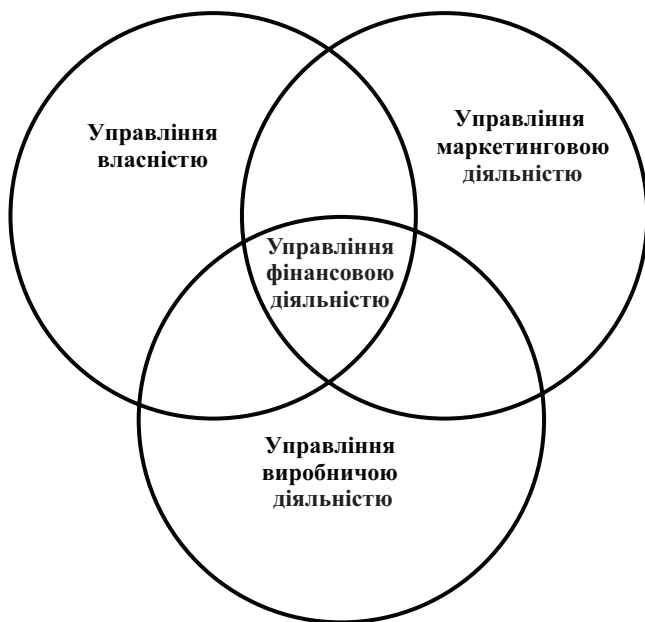 Управління
власністю
Управління
маркетинговою
діяльністю
Управління
фінансовою
діяльністю
Управління
виробничою
діяльністю